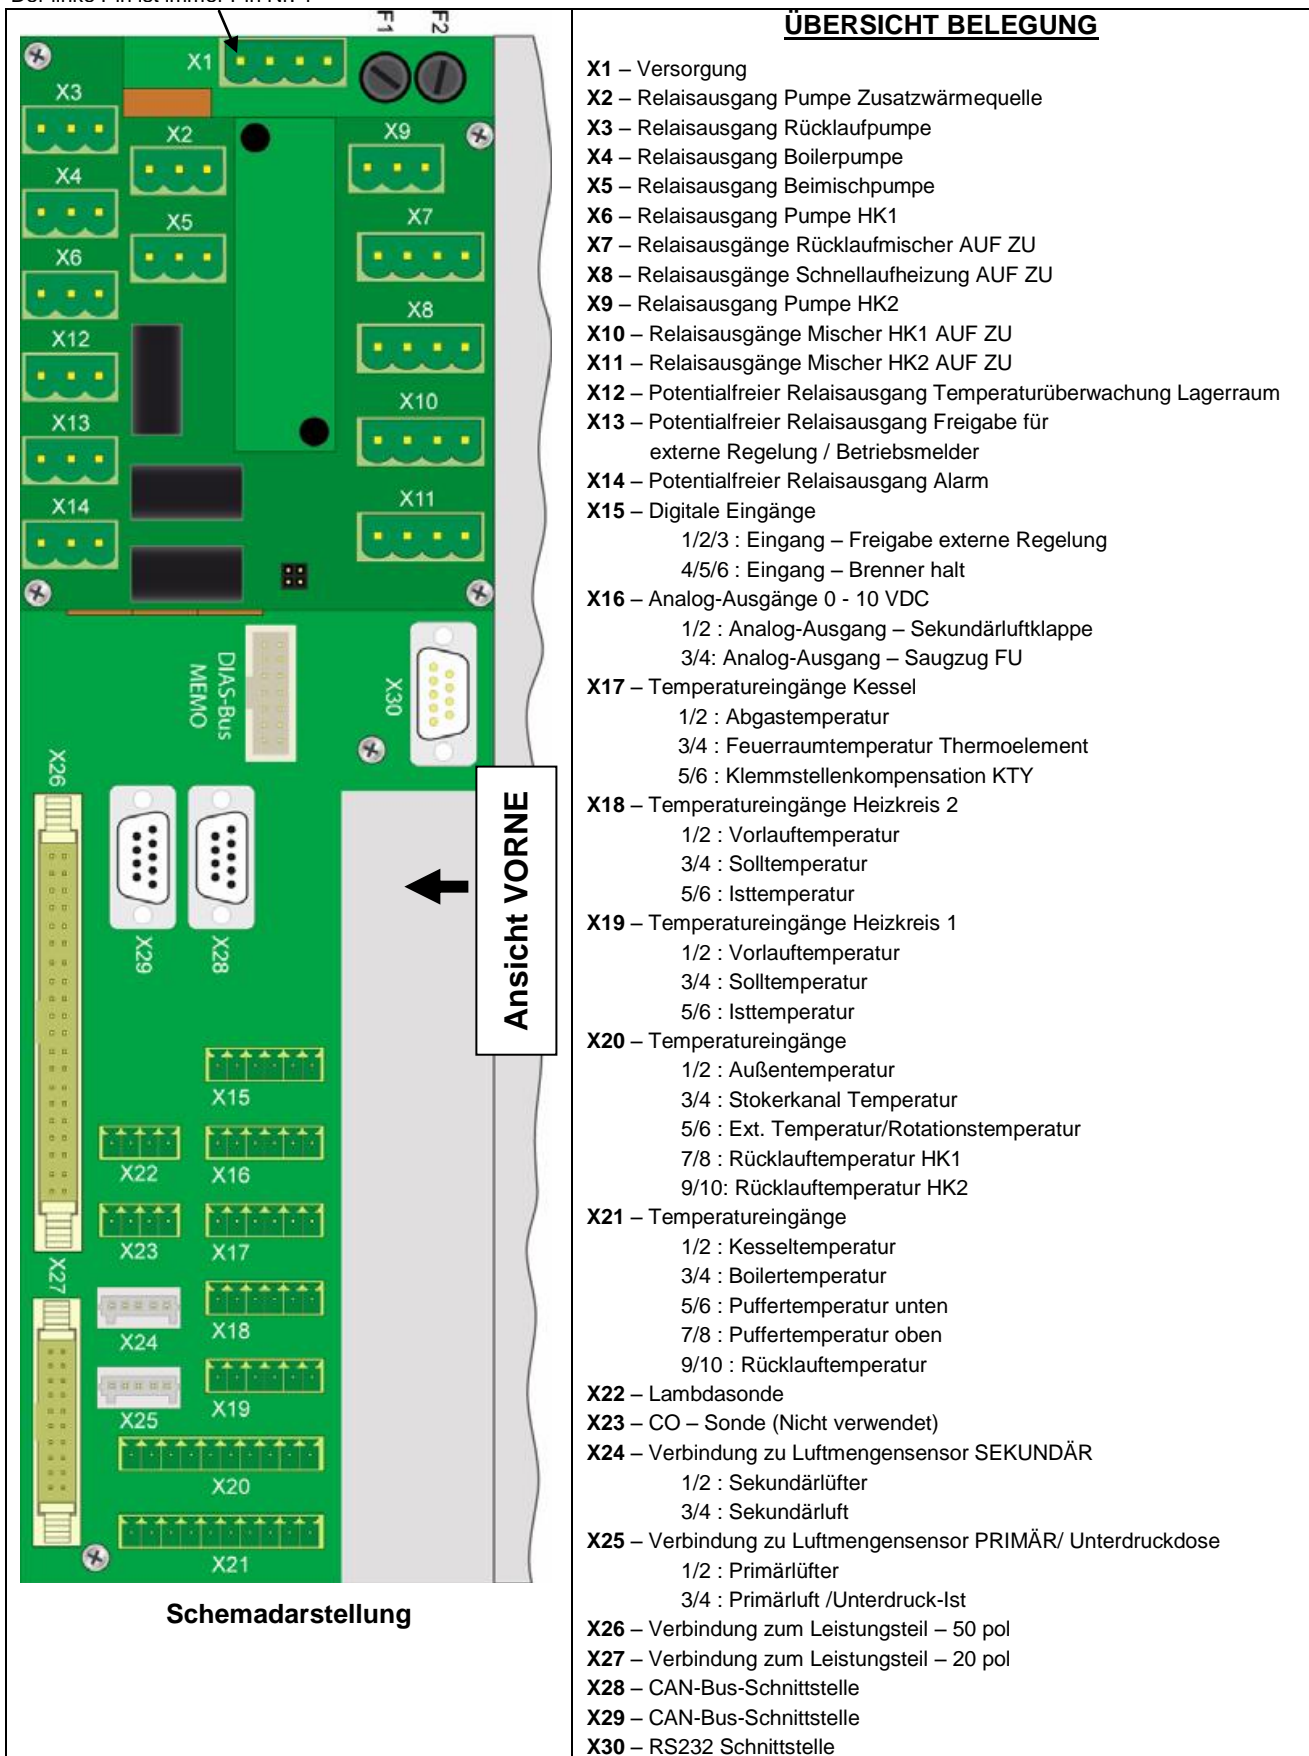 Der linke Pin ist immer Pin Nr. 1
F1
F2
X1
X3
X2
X9
X4
X5
X7
X6
X8
X12
X10
X13
X11
X14
DIAS-Bus
MEMO
X30
X26
Ansicht VORNE
X29
X28
X15
X22
X16
X23
X17
X27
X24
X18
X25
X19
X20
X21
Schemadarstellung
ÜBERSICHT BELEGUNG
X1 – Versorgung
X2 – Relaisausgang Pumpe Zusatzwärmequelle
X3 – Relaisausgang Rücklaufpumpe
X4 – Relaisausgang Boilerpumpe
X5 – Relaisausgang Beimischpumpe
X6 – Relaisausgang Pumpe HK1
X7 – Relaisausgänge Rücklaufmischer AUF ZU
X8 – Relaisausgänge Schnellaufheizung AUF ZU
X9 – Relaisausgang Pumpe HK2
X10 – Relaisausgänge Mischer HK1 AUF ZU
X11 – Relaisausgänge Mischer HK2 AUF ZU
X12 – Potentialfreier Relaisausgang Temperaturüberwachung Lagerraum
X13 – Potentialfreier Relaisausgang Freigabe für
externe Regelung / Betriebsmelder
X14 – Potentialfreier Relaisausgang Alarm
X15 – Digitale Eingänge
1/2/3 : Eingang – Freigabe externe Regelung
4/5/6 : Eingang – Brenner halt
X16 – Analog-Ausgänge 0 - 10 VDC
1/2 : Analog-Ausgang – Sekundärluftklappe
3/4: Analog-Ausgang – Saugzug FU
X17 – Temperatureingänge Kessel
1/2 : Abgastemperatur
3/4 : Feuerraumtemperatur Thermoelement
5/6 : Klemmstellenkompensation KTY
X18 – Temperatureingänge Heizkreis 2
1/2 : Vorlauftemperatur
3/4 : Solltemperatur
5/6 : Isttemperatur
X19 – Temperatureingänge Heizkreis 1
1/2 : Vorlauftemperatur
3/4 : Solltemperatur
5/6 : Isttemperatur
X20 – Temperatureingänge
1/2 : Außentemperatur
3/4 : Stokerkanal Temperatur
5/6 : Ext. Temperatur/Rotationstemperatur
7/8 : Rücklauftemperatur HK1
9/10: Rücklauftemperatur HK2
X21 – Temperatureingänge
1/2 : Kesseltemperatur
3/4 : Boilertemperatur
5/6 : Puffertemperatur unten
7/8 : Puffertemperatur oben
9/10 : Rücklauftemperatur
X22 – Lambdasonde
X23 – CO – Sonde (Nicht verwendet)
X24 – Verbindung zu Luftmengensensor SEKUNDÄR
1/2 : Sekundärlüfter
3/4 : Sekundärluft
X25 – Verbindung zu Luftmengensensor PRIMÄR/ Unterdruckdose
1/2 : Primärlüfter
3/4 : Primärluft /Unterdruck-Ist
X26 – Verbindung zum Leistungsteil – 50 pol
X27 – Verbindung zum Leistungsteil – 20 pol
X28 – CAN-Bus-Schnittstelle
X29 – CAN-Bus-Schnittstelle
X30 – RS232 Schnittstelle